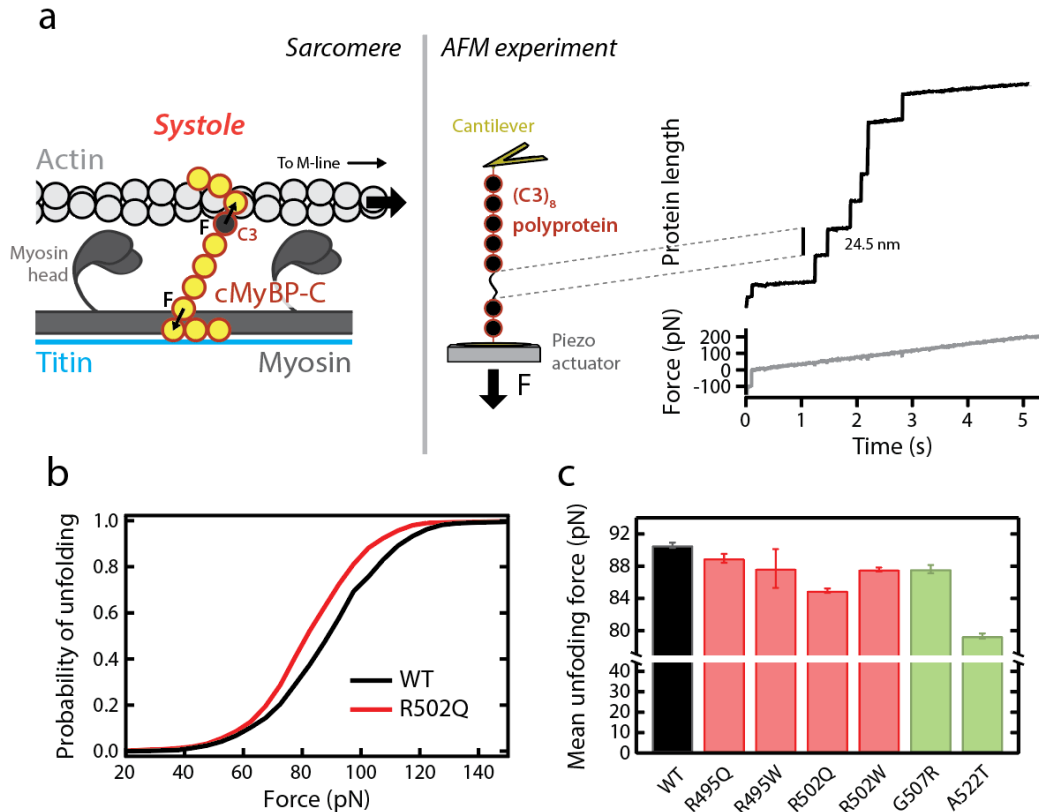 a
Sarcomere
AFM experiment
Systole
Actin
To M-line
F
C3
Myosin
head
cMyBP-C
F
Titin
Myosin
Cantilever
(C3)8
polyprotein
Piezo
actuator
F
Protein length
24.5 nm
Force (pN)
200
100
0
-100
0 1 2 3 4 5
Time (s)
b
Probability of unfolding
1.0
0.8
0.6
0.4
0.2
0.0
WT
R502Q
20 40 60 80 100 120 140
Force (pN)
c
Mean unfoding force (pN)
92
88
84
80
40
30
20
10
0
WT R495Q R495W R502Q R502W G507R A522T